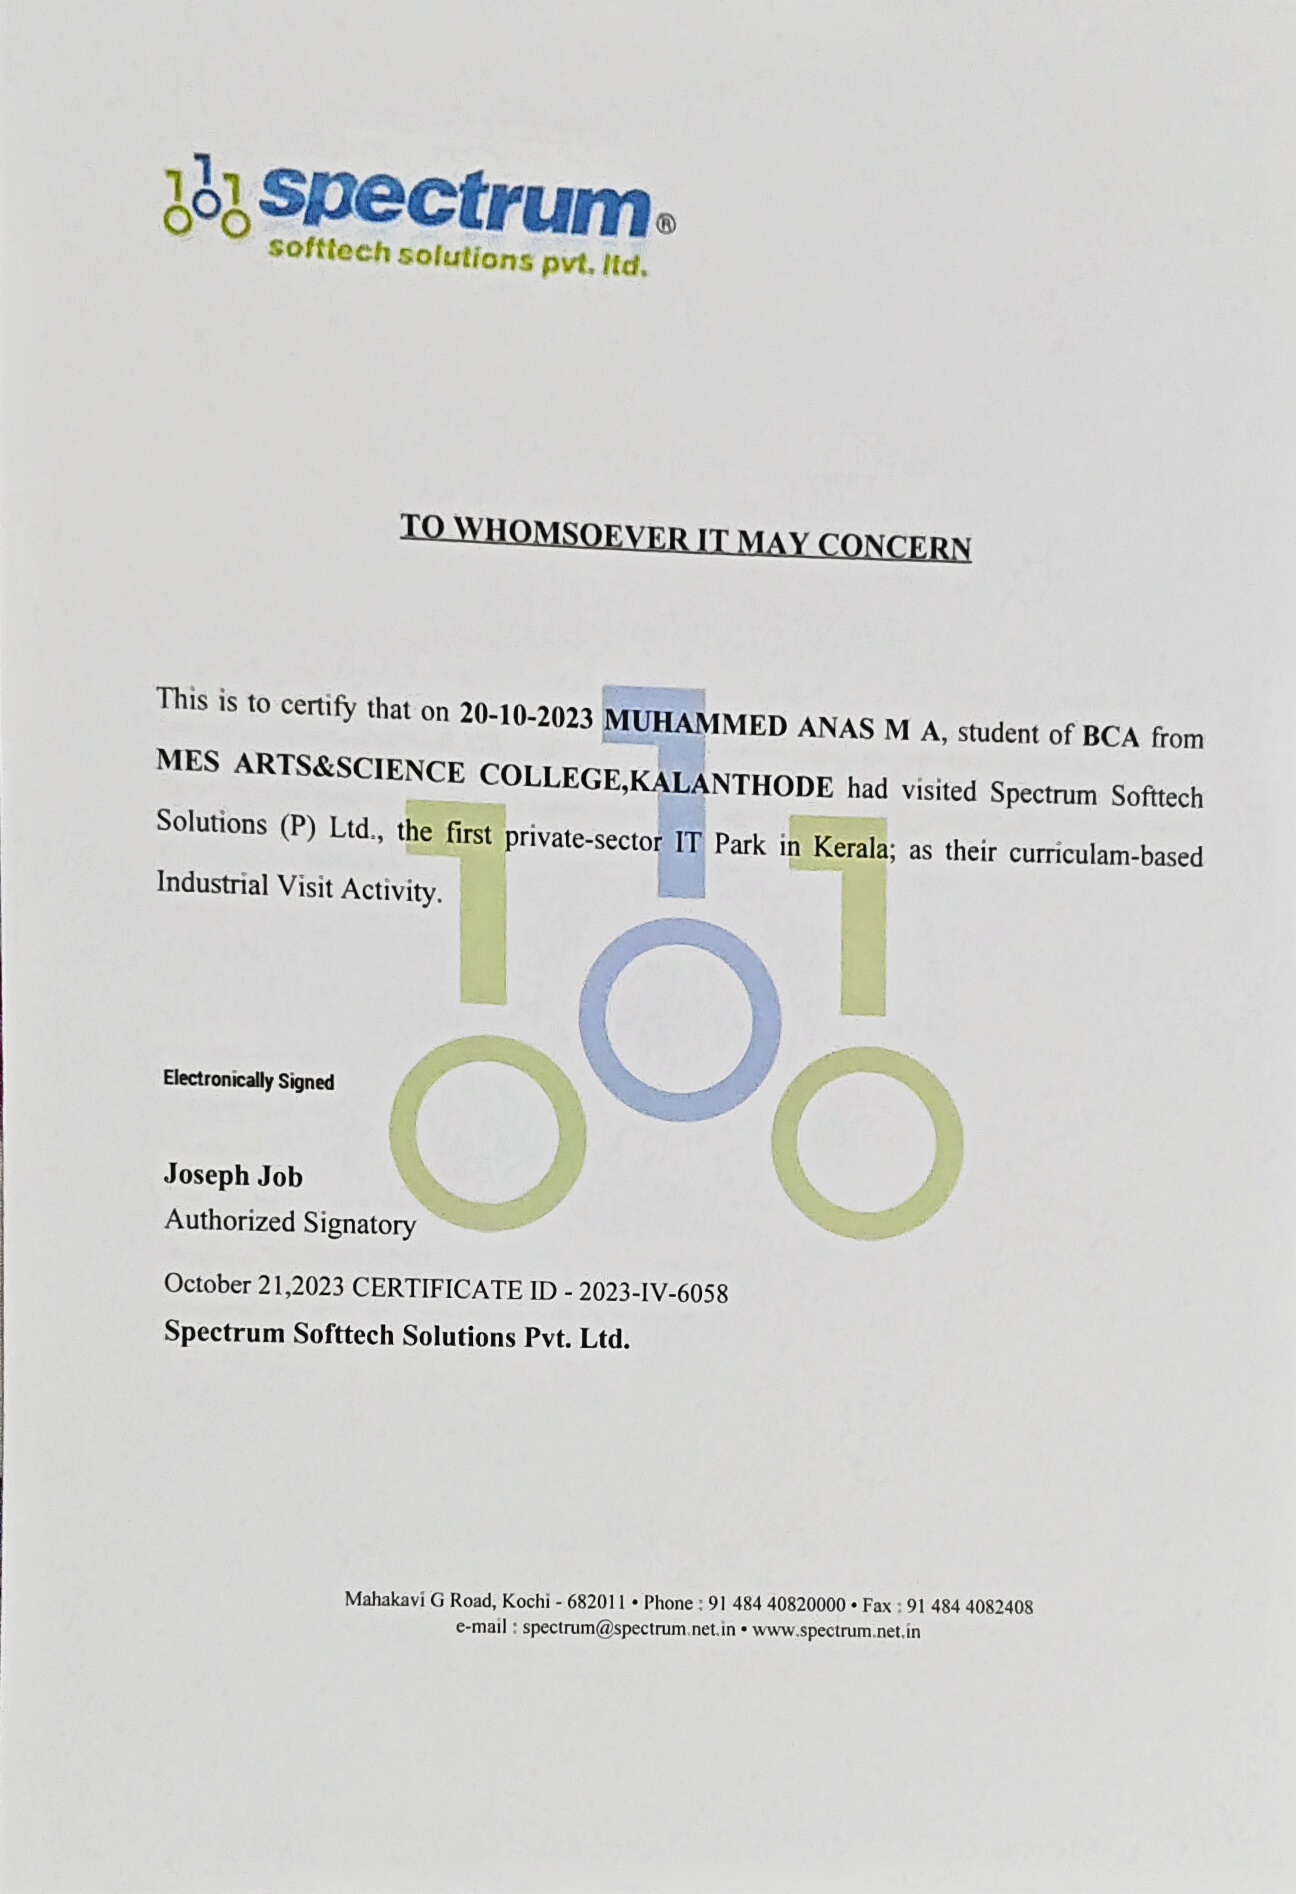 spectrum®
softtech solutions pvt. ltd.
TO WHOMSOEVER IT MAY CONCERN
This is to certify that on 20-10-2023 MUHAMMED ANAS M A, student of BCA from
MES ARTS&SCIENCE COLLEGE,KALANTHODE had visited Spectrum Softtech
Solutions (P) Ltd., the first private-sector IT Park in Kerala; as their curriculam-based
Industrial Visit Activity.
Electronically Signed
Joseph Job
Authorized Signatory
October 21,2023 CERTIFICATE ID - 2023-IV-6058
Spectrum Softtech Solutions Pvt. Ltd.
Mahakavi G Road, Kochi - 682011 • Phone : 91 484 40820000 • Fax : 91 484 4082408
e-mail : spectrum@spectrum.net.in • www.spectrum.net.in